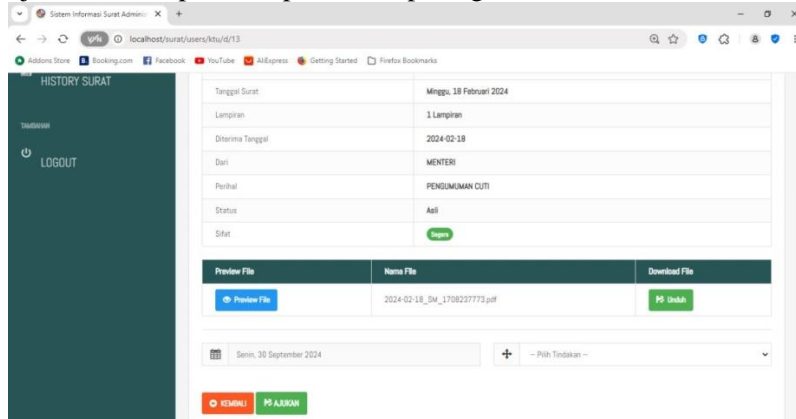 Sistem Informasi Surat Admini
localhost/surat/users/ktu/d/13
Addons Store Booking.com Facebook YouTube AliExpress Getting Started Firefox Bookmarks
HISTORY SURAT
TAMBAHAN
LOGOUT
Tanggal Surat Minggu, 18 Februari 2024
Lampiran 1 Lampiran
Diterima Tanggal 2024-02-18
Dari MENTERI
Perihal PENGUMUMAN CUTI
Status Asli
Sifat Segera
Preview File Nama File Download File
Preview File 2024-02-18_SM_1708237773.pdf Unduh
Senin, 30 September 2024 -- Pilih Tindakan --
KEMBALI AJUKAN